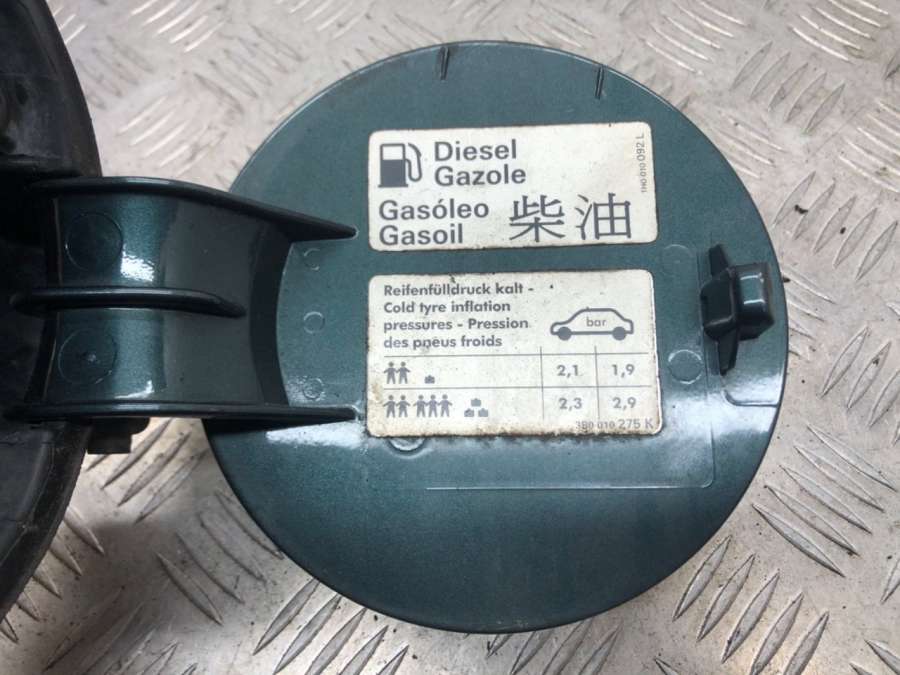 Diesel
Gazole
Gasóleo
Gasoil
柴油
1H0 010 092 L
Reifenfülldruck kalt -
Cold tyre inflation
pressures - Pression
des pneus froids
bar
2,1 1,9
2,3 2,9
3B0 010 275 K